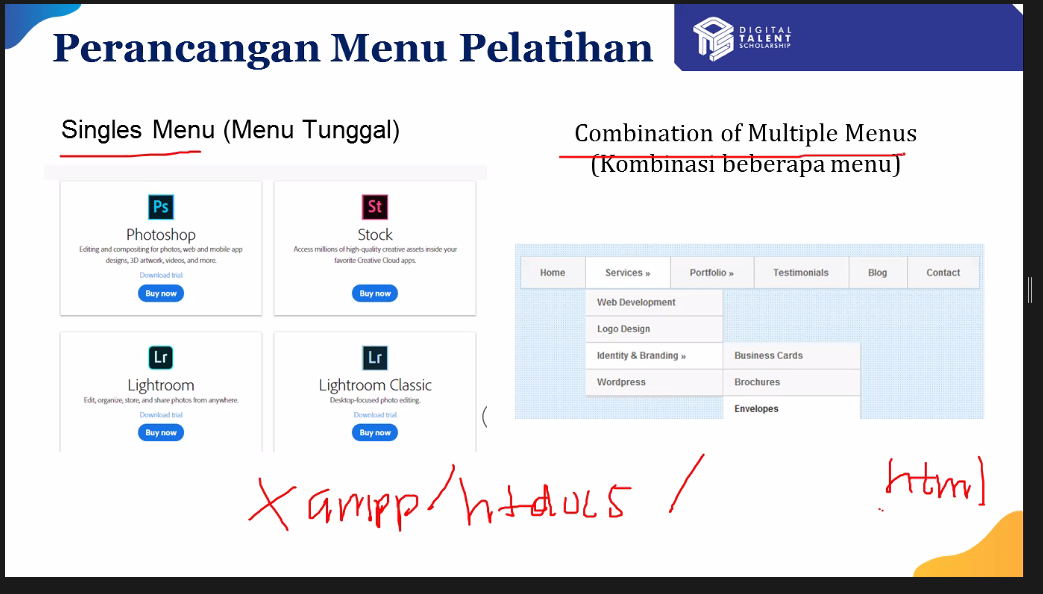 Perancangan Menu Pelatihan
DIGITAL
TALENT
SCHOLARSHIP
Singles Menu (Menu Tunggal)
Ps
Photoshop
Editing and compositing for photos, web and mobile app
designs, 3D artwork, videos, and more.
Download trial
Buy now
St
Stock
Access millions of high-quality creative assets inside your
favorite Creative Cloud apps.
Buy now
Lr
Lightroom
Edit, organize, store, and share photos from anywhere.
Download trial
Buy now
Lr
Lightroom Classic
Desktop-focused photo editing.
Download trial
Buy now
Combination of Multiple Menus
(Kombinasi beberapa menu)
Home Services » Portfolio » Testimonials Blog Contact
Web Development
Logo Design
Identity & Branding » Business Cards
Wordpress Brochures
Envelopes
Xampp/htdocs / .html